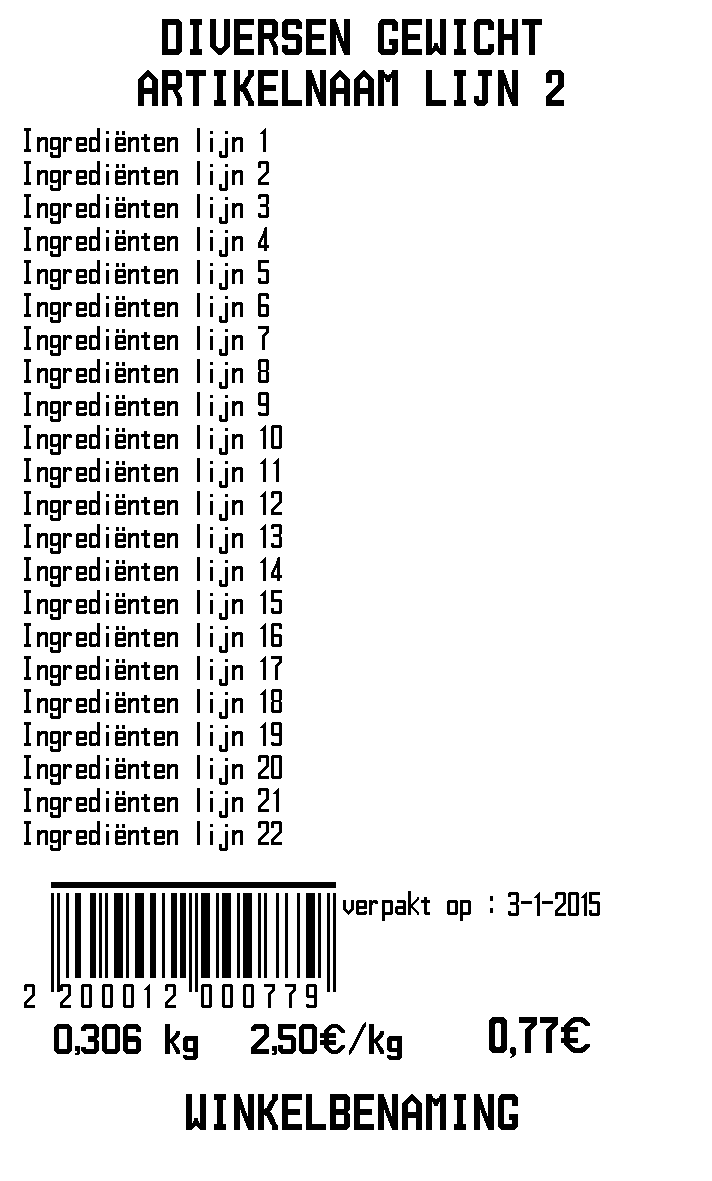 DIVERSEN GEWICHT
ARTIKELNAAM LIJN 2
Ingrediënten lijn 1
Ingrediënten lijn 2
Ingrediënten lijn 3
Ingrediënten lijn 4
Ingrediënten lijn 5
Ingrediënten lijn 6
Ingrediënten lijn 7
Ingrediënten lijn 8
Ingrediënten lijn 9
Ingrediënten lijn 10
Ingrediënten lijn 11
Ingrediënten lijn 12
Ingrediënten lijn 13
Ingrediënten lijn 14
Ingrediënten lijn 15
Ingrediënten lijn 16
Ingrediënten lijn 17
Ingrediënten lijn 18
Ingrediënten lijn 19
Ingrediënten lijn 20
Ingrediënten lijn 21
Ingrediënten lijn 22
verpakt op : 3-1-2015
2 200012 000779
0,306 kg 2,50€/kg 0,77€
WINKELBENAMING